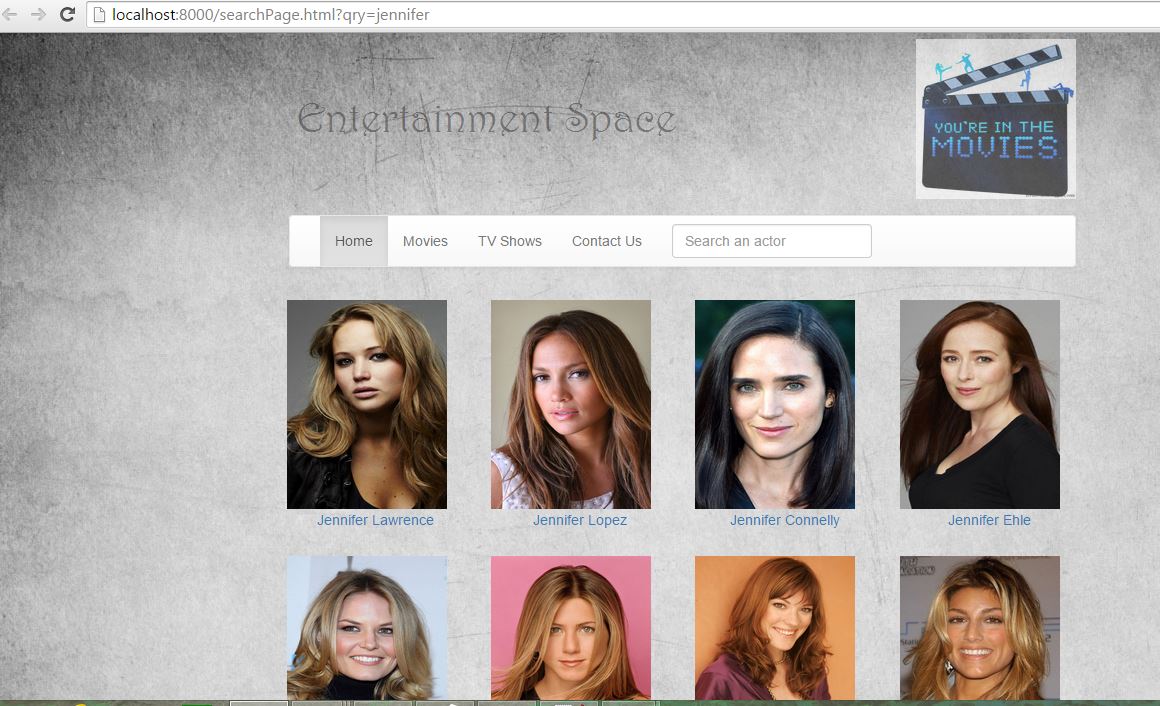 localhost:8000/searchPage.html?qry=jennifer
Entertainment Space
YOU'RE IN THE
MOVIES
Home Movies TV Shows Contact Us Search an actor
Jennifer Lawrence Jennifer Lopez Jennifer Connelly Jennifer Ehle